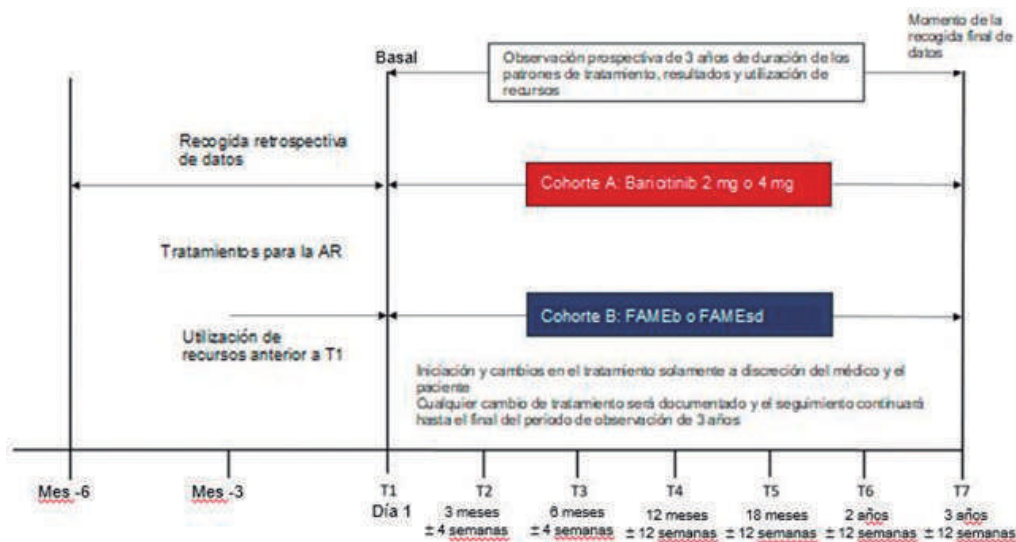 Momento de la
recogida final de
datos
Basal
Observación prospectiva de 3 años de duración de los
patrones de tratamiento, resultados y utilización de
recursos
Recogida retrospectiva
de datos
Cohorte A: Baricitinib 2 mg o 4 mg
Tratamientos para la AR
Cohorte B: FAMEb o FAMEsd
Utilización de
recursos anterior a T1
Iniciación y cambios en el tratamiento solamente a discreción del médico y el
paciente
Cualquier cambio de tratamiento será documentado y el seguimiento continuará
hasta el final del periodo de observación de 3 años
Mes -6
Mes -3
T1
Día 1
T2
3 meses
± 4 semanas
T3
6 meses
± 4 semanas
T4
12 meses
± 12 semanas
T5
18 meses
± 12 semanas
T6
2 años
± 12 semanas
T7
3 años
± 12 semanas